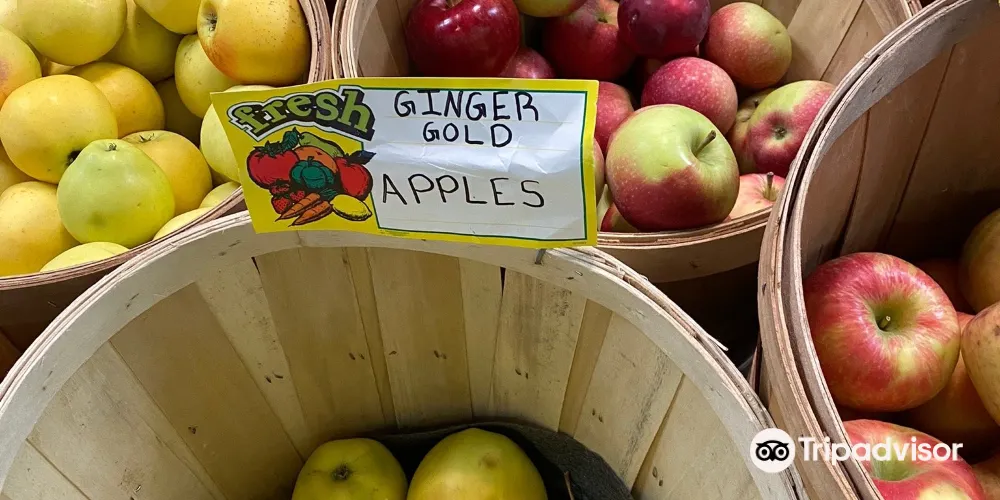 fresh
GINGER
GOLD
APPLES
Tripadvisor